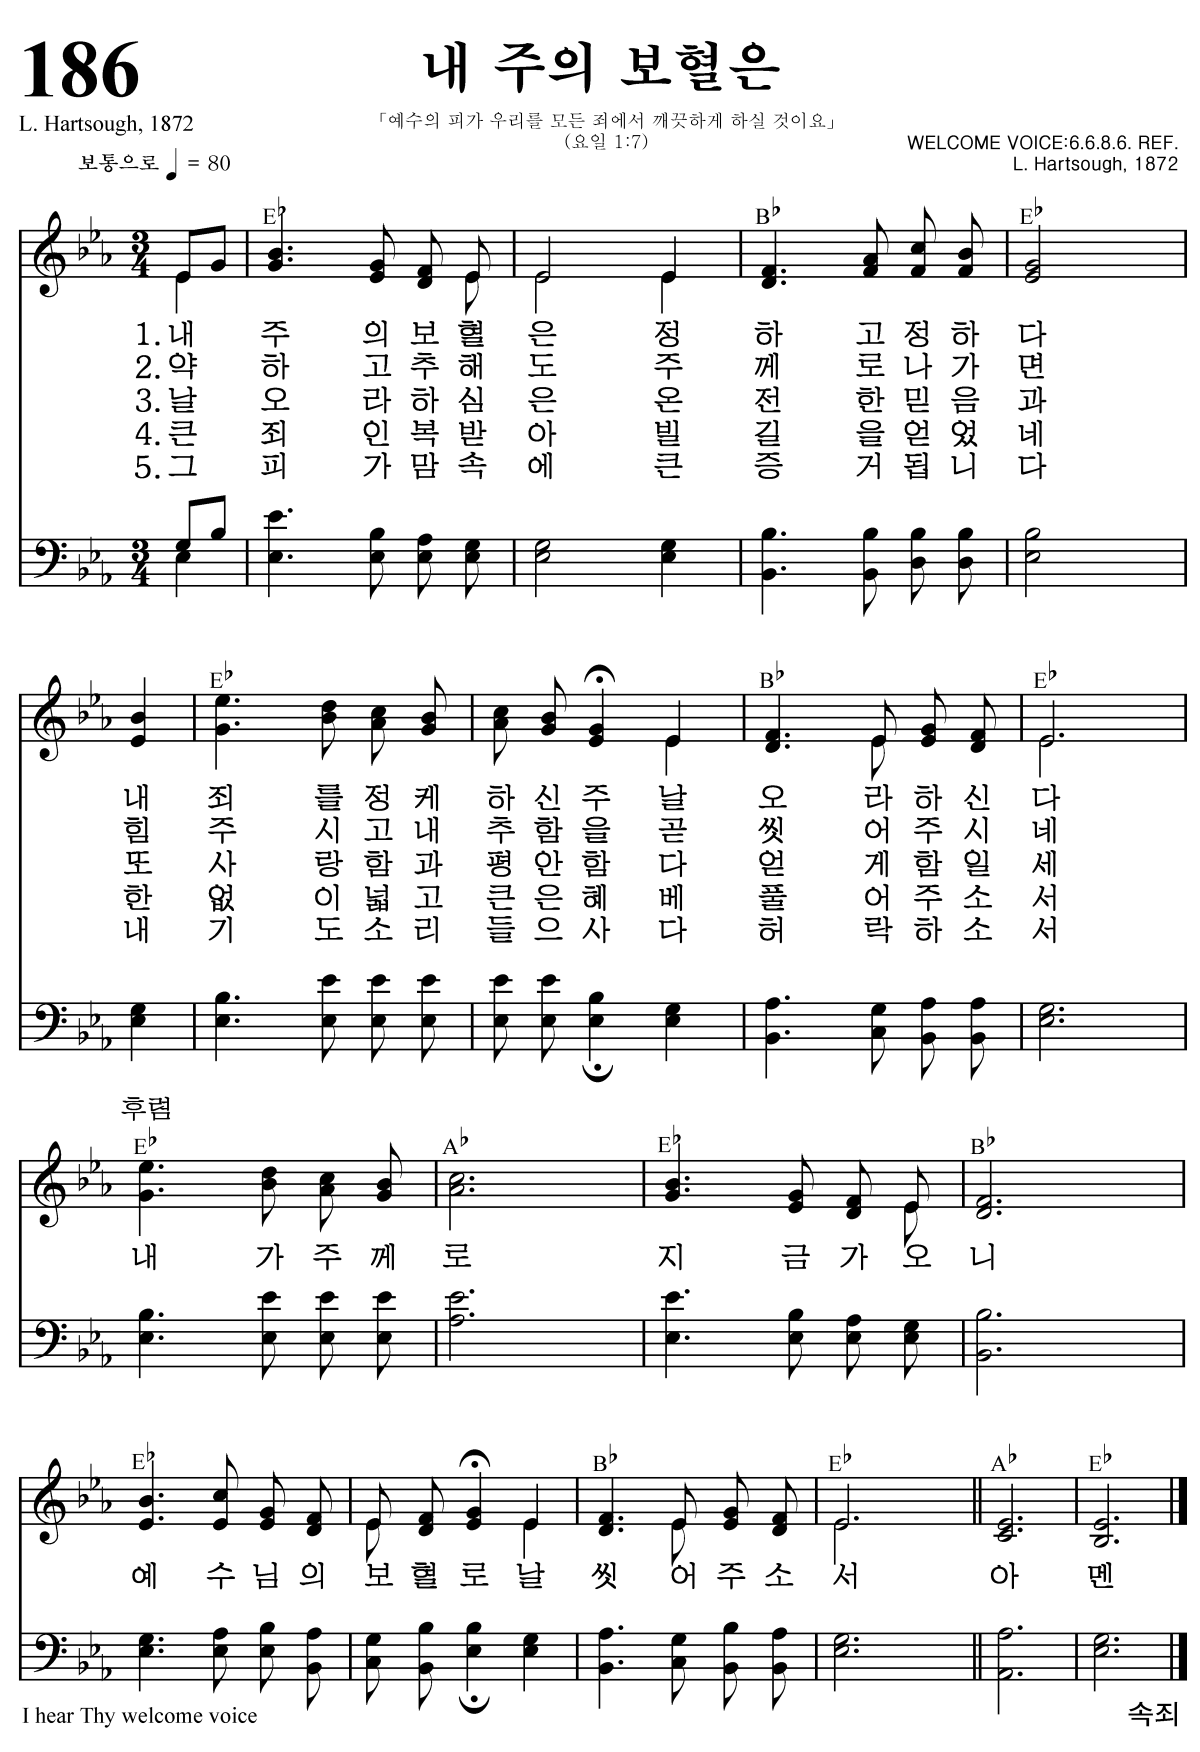 186
내 주의 보혈은
L. Hartsough, 1872
「예수의 피가 우리를 모든 죄에서 깨끗하게 하실 것이요」
(요일 1:7)
WELCOME VOICE:6.6.8.6. REF.
보통으로 ♩ = 80
L. Hartsough, 1872
E♭ B♭ E♭
3 4
1.내 주 의 보 혈 은 정 하 고 정 하 다
2.약 하 고 추 해 도 주 께 로 나 가 면
3.날 오 라 하 심 은 온 전 한 믿 음 과
4.큰 죄 인 복 받 아 빌 길 을 얻 었 네
5.그 피 가 맘 속 에 큰 증 거 됩 니 다
3 4
E♭ B♭ E♭
내 죄 를 정 케 하 신 주 날 오 라 하 신 다
힘 주 시 고 내 추 함 을 곧 씻 어 주 시 네
또 사 랑 함 과 평 안 함 다 얻 게 함 일 세
한 없 이 넓 고 큰 은 혜 베 풀 어 주 소 서
내 기 도 소 리 들 으 사 다 허 락 하 소 서
후렴
E♭ A♭ E♭ B♭
내 가 주 께 로 지 금 가 오 니
E♭ B♭ E♭ A♭ E♭
예 수 님 의 보 혈 로 날 씻 어 주 소 서 아 멘
I hear Thy welcome voice
속죄